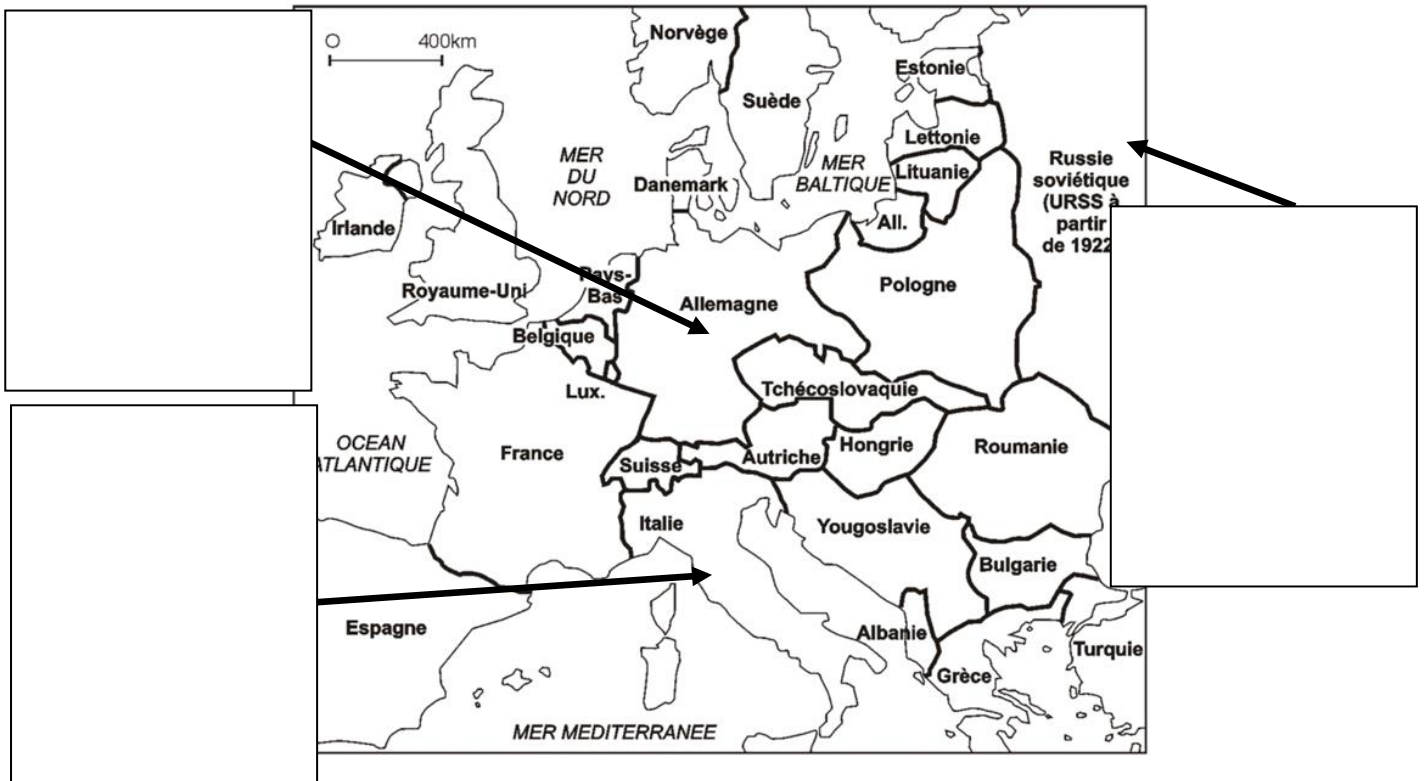 O 400km
Norvège
Estonie
Suède
Lettonie
MER
DU
NORD
MER
BALTIQUE
Lituanie
Russie
soviétique
(URSS à
partir
de 1922
Danemark
All.
Irlande
Royaume-Uni
Pays-
Bas
Allemagne
Pologne
Belgique
Lux.
Tchécoslovaquie
OCEAN
ATLANTIQUE
France
Suisse
Autriche
Hongrie
Roumanie
Italie
Yougoslavie
Bulgarie
Espagne
Albanie
Turquie
Grèce
MER MEDITERRANEE